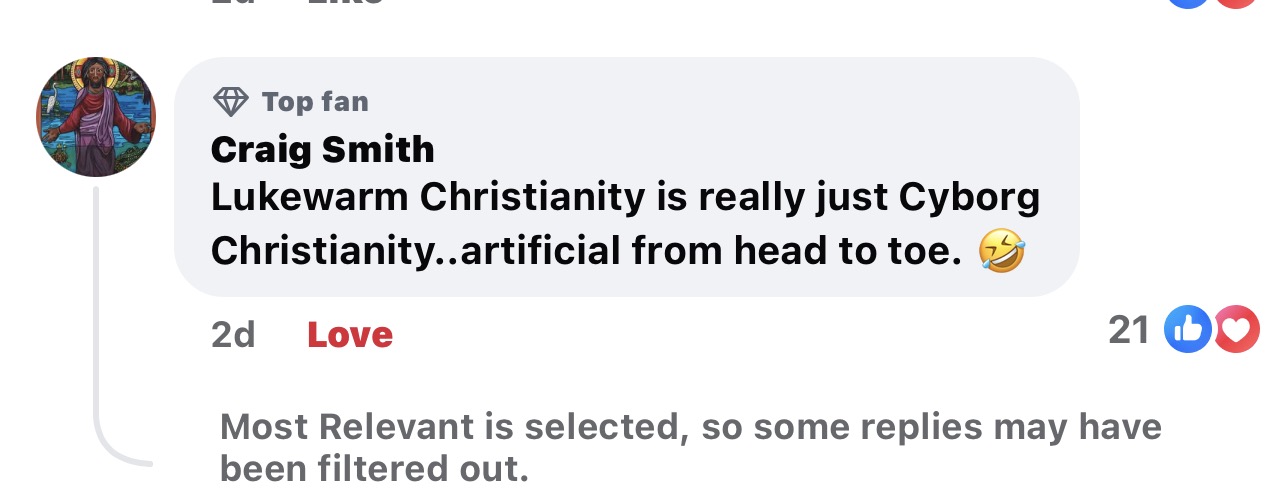 Top fan
Craig Smith
Lukewarm Christianity is really just Cyborg
Christianity..artificial from head to toe. 🤣
2d Love 21
Most Relevant is selected, so some replies may have
been filtered out.